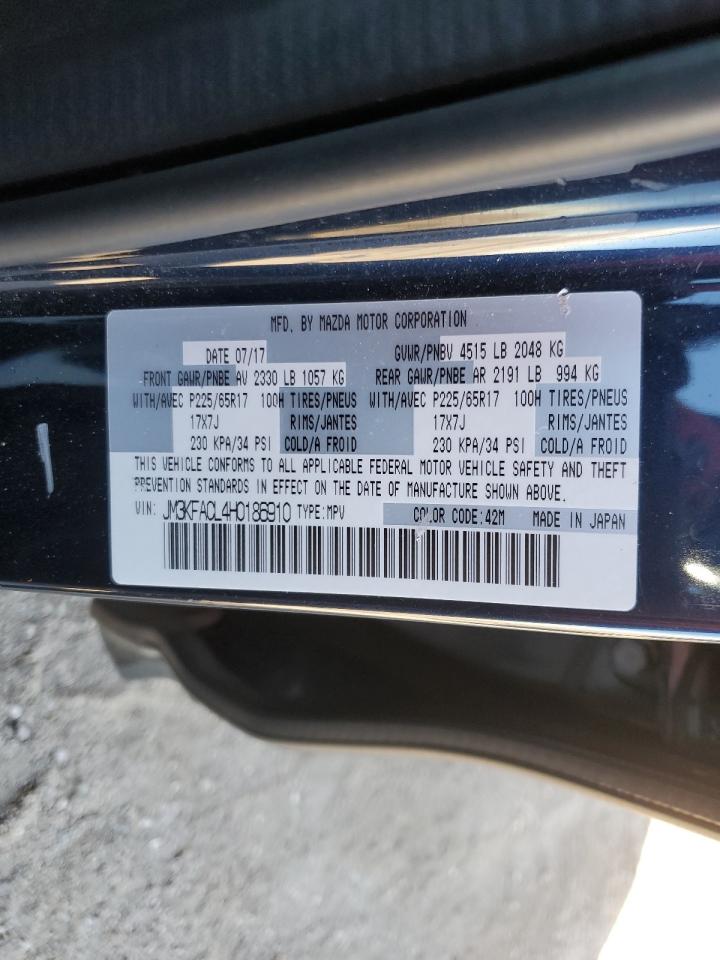 MFD. BY MAZDA MOTOR CORPORATION
DATE 07/17 GVWR/PNBV 4515 LB 2048 KG
FRONT GAWR/PNBE AV 2330 LB 1057 KG REAR GAWR/PNBE AR 2191 LB 994 KG
WITH/AVEC P225/65R17 100H TIRES/PNEUS WITH/AVEC P225/65R17 100H TIRES/PNEUS
17X7J RIMS/JANTES 17X7J RIMS/JANTES
230 KPA/34 PSI COLD/A FROID 230 KPA/34 PSI COLD/A FROID
THIS VEHICLE CONFORMS TO ALL APPLICABLE FEDERAL MOTOR VEHICLE SAFETY AND THEFT
PREVENTION STANDARDS IN EFFECT ON THE DATE OF MANUFACTURE SHOWN ABOVE.
VIN: JM3KFACL4H0186910 TYPE:MPV COLOR CODE:42M MADE IN JAPAN